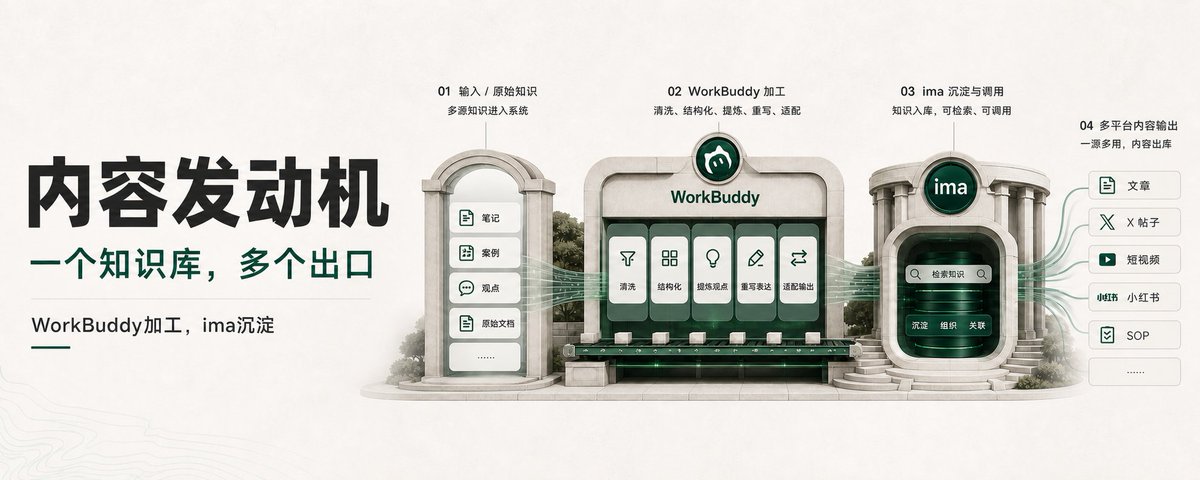 内容发动机
一个知识库，多个出口
WorkBuddy加工，ima沉淀
01 输入 / 原始知识
多源知识进入系统
笔记
案例
观点
原始文档
......
02 WorkBuddy 加工
清洗、结构化、提炼、重写、适配
WorkBuddy
清洗
结构化
提炼观点
重写表达
适配输出
03 ima 沉淀与调用
知识入库，可检索、可调用
ima
检索知识
沉淀 组织 关联
04 多平台内容输出
一源多用，内容出库
文章
X 帖子
短视频
小红书 小红书
SOP
......